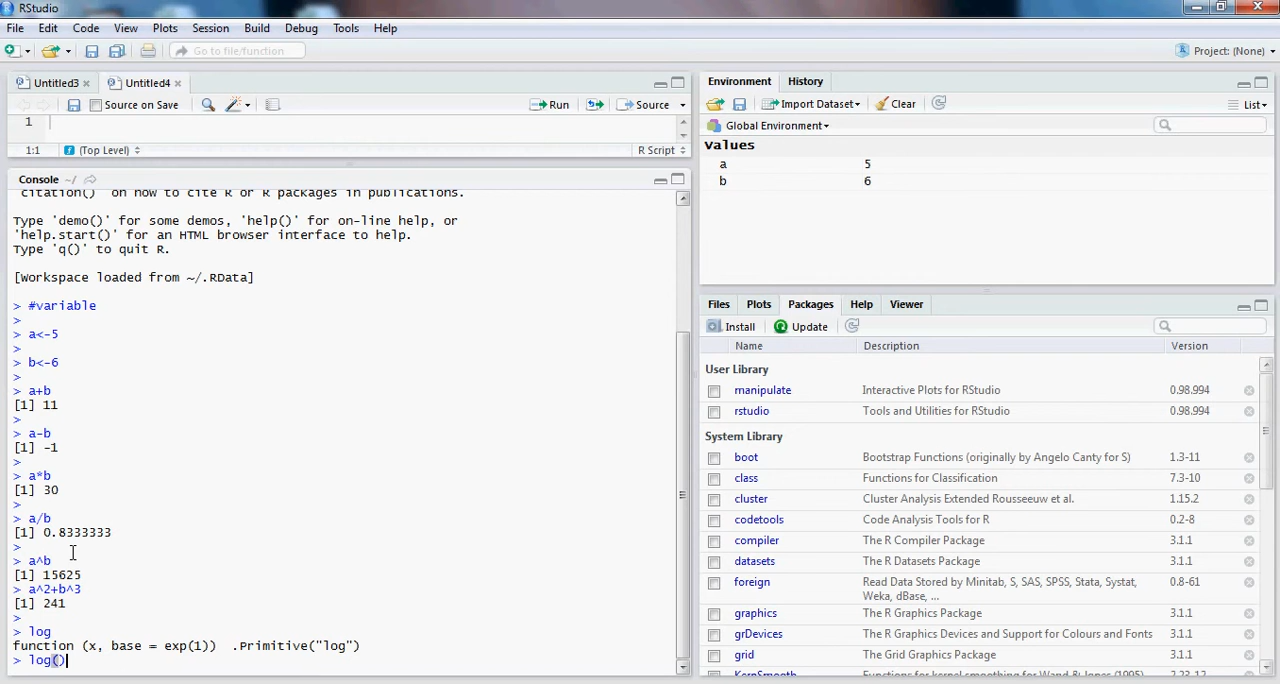 RStudio
File Edit Code View Plots Session Build Debug Tools Help
Go to file/function Project: (None)
Untitled3 Untitled4
Source on Save Run Source
1
1:1 (Top Level) R Script
Console ~/
citation()' on how to cite R or R packages in publications.
Type 'demo()' for some demos, 'help()' for on-line help, or
'help.start()' for an HTML browser interface to help.
Type 'q()' to quit R.
[Workspace loaded from ~/.RData]
> #variable
>
> a<-5
>
> b<-6
>
> a+b
[1] 11
>
> a-b
[1] -1
>
> a*b
[1] 30
>
> a/b
[1] 0.8333333
>
> a^b
[1] 15625
> a^2+b^3
[1] 241
>
> log
function (x, base = exp(1))  .Primitive("log")
> log()
Environment History
Import Dataset Clear List
Global Environment
Values
a 5
b 6
Files Plots Packages Help Viewer
Install Update
Name Description Version
User Library
manipulate Interactive Plots for RStudio 0.98.994
rstudio Tools and Utilities for RStudio 0.98.994
System Library
boot Bootstrap Functions (originally by Angelo Canty for S) 1.3-11
class Functions for Classification 7.3-10
cluster Cluster Analysis Extended Rousseeuw et al. 1.15.2
codetools Code Analysis Tools for R 0.2-8
compiler The R Compiler Package 3.1.1
datasets The R Datasets Package 3.1.1
foreign Read Data Stored by Minitab, S, SAS, SPSS, Stata, Systat, 0.8-61
Weka, dBase, ...
graphics The R Graphics Package 3.1.1
grDevices The R Graphics Devices and Support for Colours and Fonts 3.1.1
grid The Grid Graphics Package 3.1.1